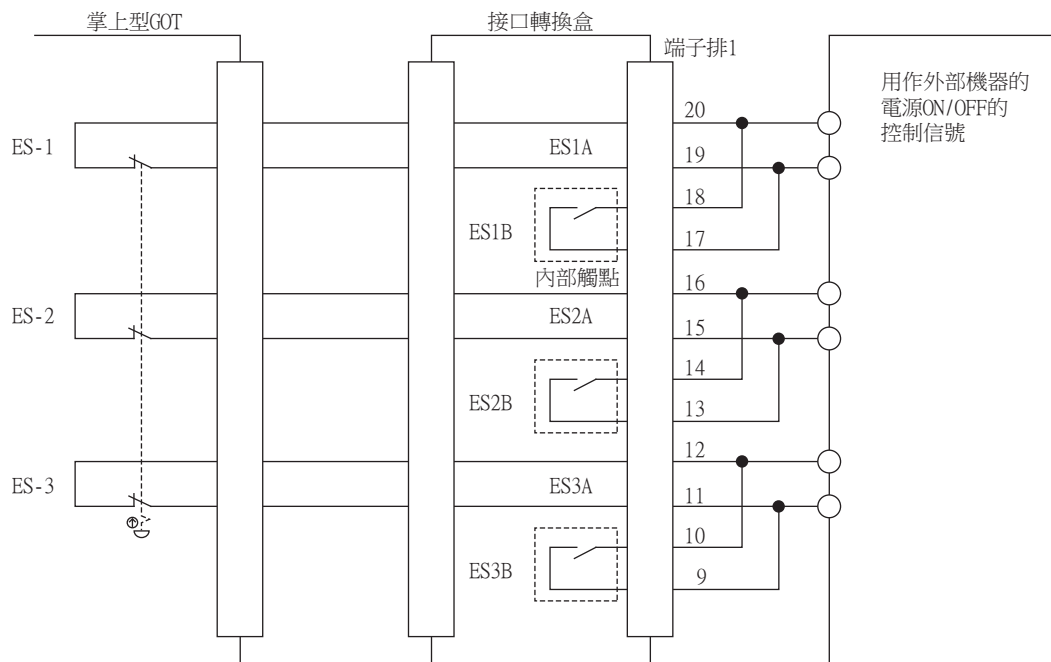 掌上型GOT
接口轉換盒
端子排1
用作外部機器的
電源ON/OFF的
控制信號
20
ES-1
ES1A
19
18
ES1B
17
內部觸點
16
ES-2
ES2A
15
14
ES2B
13
12
ES-3
ES3A
11
10
ES3B
9